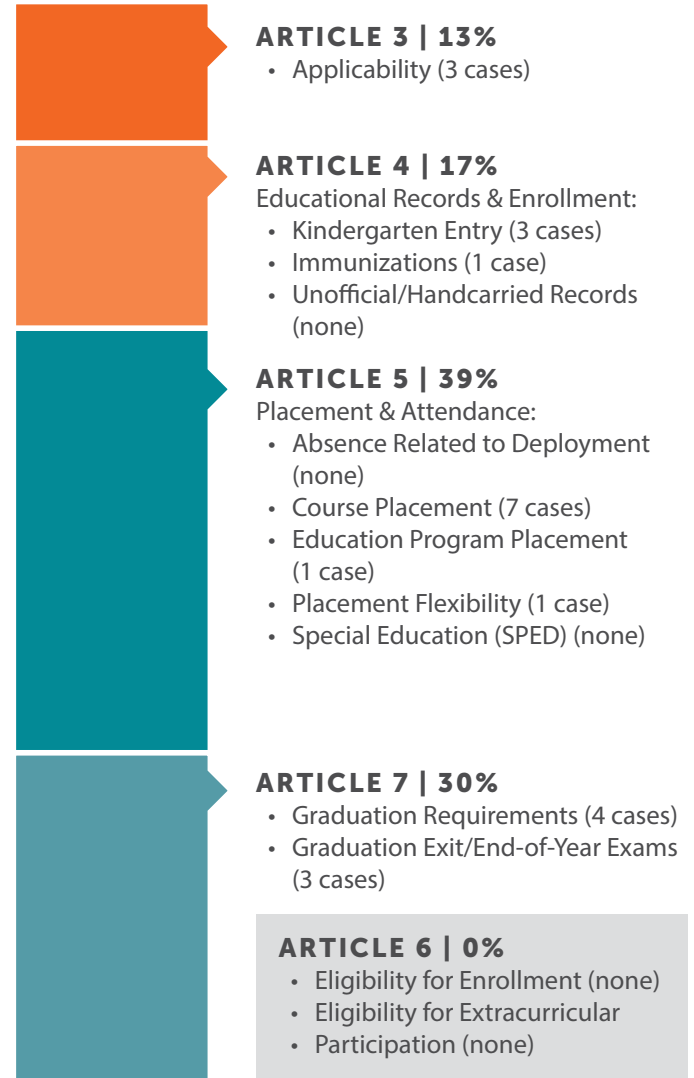 ARTICLE 3 | 13%
• Applicability (3 cases)
ARTICLE 4 | 17%
Educational Records & Enrollment:
• Kindergarten Entry (3 cases)
• Immunizations (1 case)
• Unofficial/Handcarried Records
(none)
ARTICLE 5 | 39%
Placement & Attendance:
• Absence Related to Deployment
(none)
• Course Placement (7 cases)
• Education Program Placement
(1 case)
• Placement Flexibility (1 case)
• Special Education (SPED) (none)
ARTICLE 7 | 30%
• Graduation Requirements (4 cases)
• Graduation Exit/End-of-Year Exams
(3 cases)
ARTICLE 6 | 0%
• Eligibility for Enrollment (none)
• Eligibility for Extracurricular
• Participation (none)